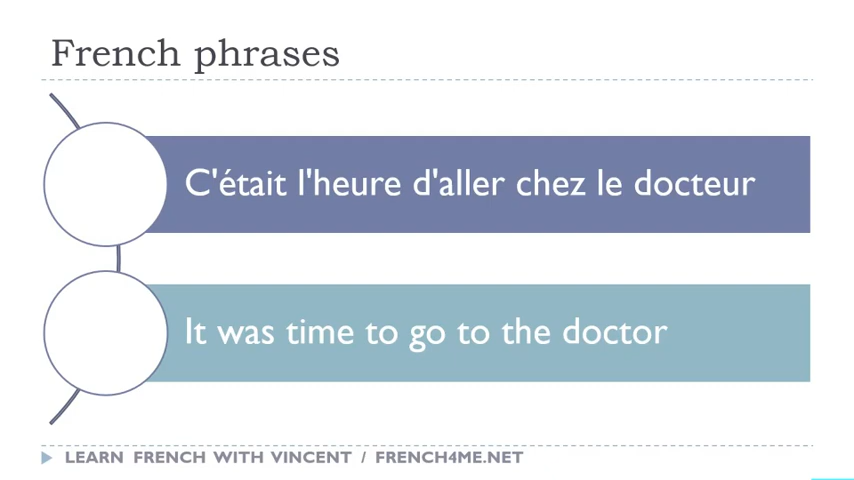 French phrases
C'était l'heure d'aller chez le docteur
It was time to go to the doctor
LEARN FRENCH WITH VINCENT / FRENCH4ME.NET